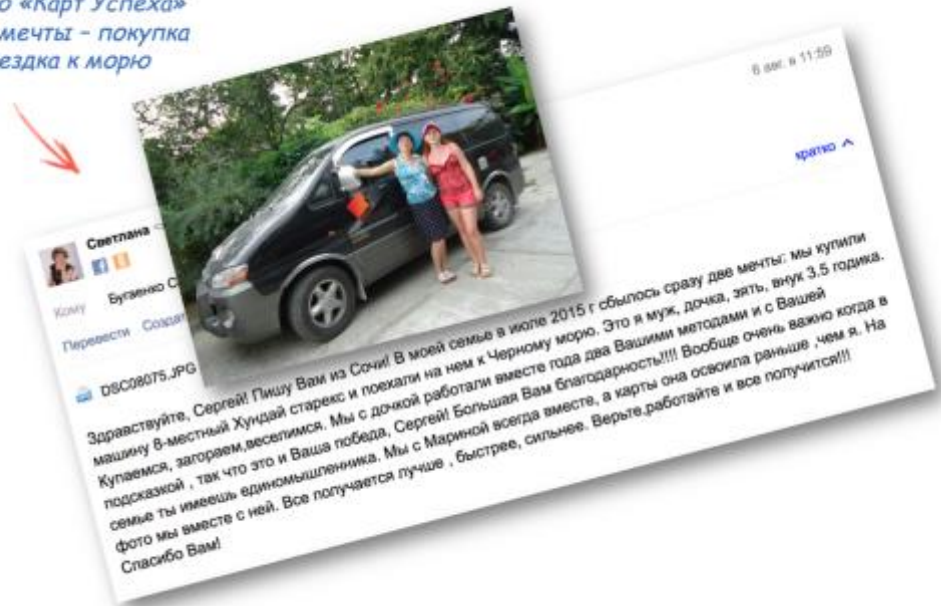 «Карт Успеха»
мечты – покупка
к морю
6 авг. в 11:59
кратко
Светлана
Кому Бугаенко С
Перевести Создат
DSC08075.JPG
Здравствуйте, Сергей! Пишу Вам из Сочи! В моей семье в июле 2015 г сбылось сразу две мечты: мы купили
машину 8-местный Хундай старекс и поехали на нем к Черному морю. Это я муж, дочка, зять, внук 3.5 годика.
Купаемся, загораем,веселимся. Мы с дочкой работали вместе года два Вашими методами и с Вашей
подсказкой , так что это и Ваша победа, Сергей! Большая Вам благодарность!!!! Вообще очень важно когда в
семье ты имеешь единомышленника. Мы с Мариной всегда вместе, а карты она освоила раньше ,чем я. На
фото мы вместе с ней. Все получается лучше , быстрее, сильнее. Верьте,работайте и все получится!!!
Спасибо Вам!